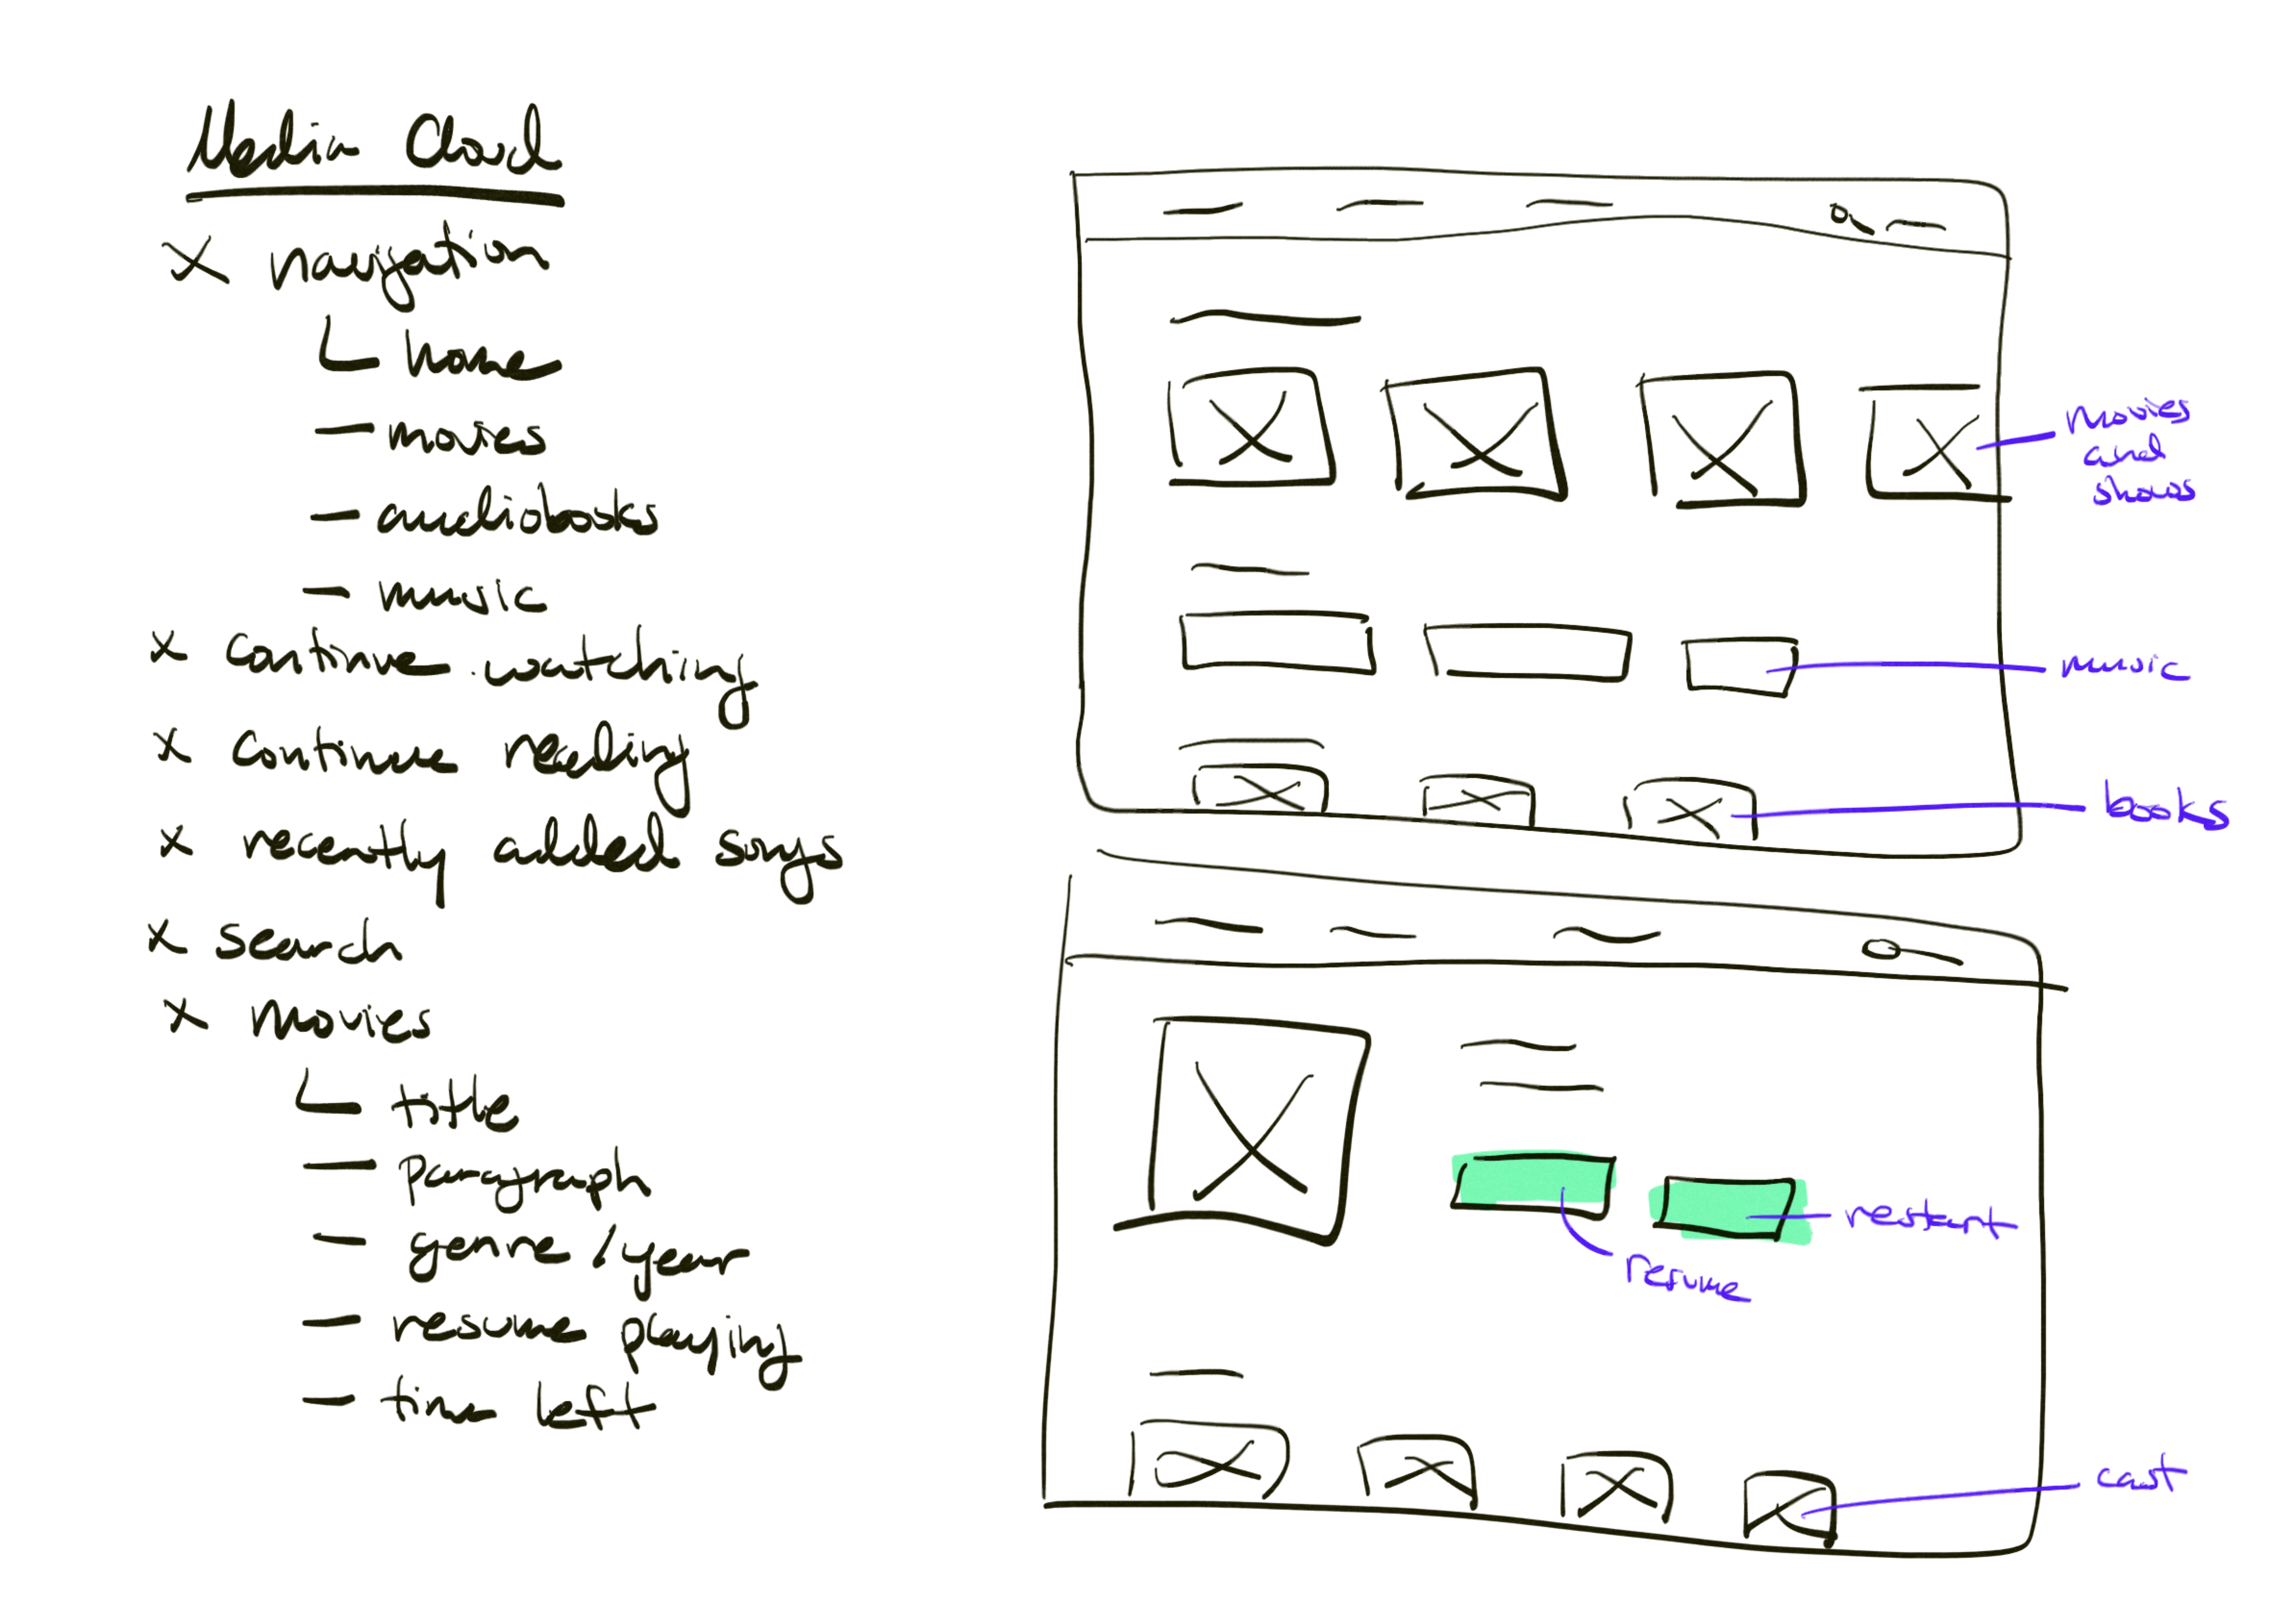 Media Cloud
x navigation
home
- movies
- audiobooks
- music
x continue watching
x continue reading
x recently added songs
x search
x movies
title
- paragraph
- genre/year
- resume playing
- time left
movies
and
shows
music
books
restart
resume
cast